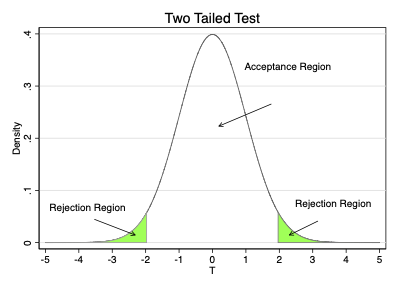 Two Tailed Test
Density
.4
.3
.2
.1
0
Acceptance Region
Rejection Region
Rejection Region
-5 -4 -3 -2 -1 0 1 2 3 4 5
T